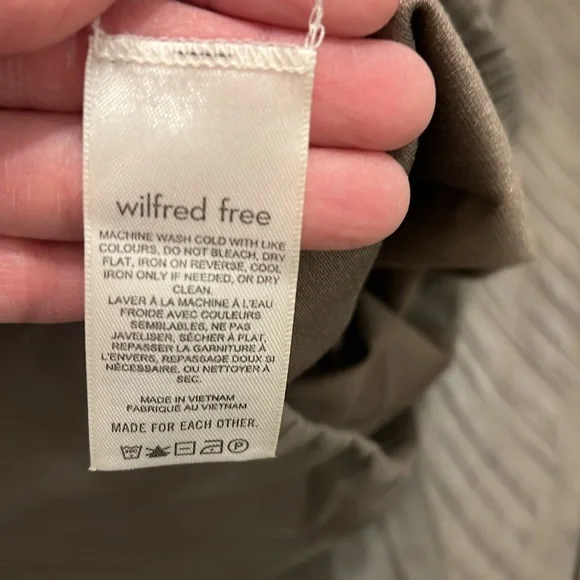 wilfred free
MACHINE WASH COLD WITH LIKE
COLOURS, DO NOT BLEACH, DRY
FLAT, IRON ON REVERSE, COOL
IRON ONLY IF NEEDED, OR DRY
CLEAN.
LAVER À LA MACHINE À L'EAU
FROIDE AVEC COULEURS
SEMBLABLES, NE PAS
JAVELISER, SÉCHER À PLAT,
REPASSER LA GARNITURE À
L'ENVERS, REPASSAGE DOUX SI
NÉCESSAIRE, OU NETTOYER À
SEC.
MADE IN VIETNAM
FABRIQUÉ AU VIETNAM
MADE FOR EACH OTHER.
P